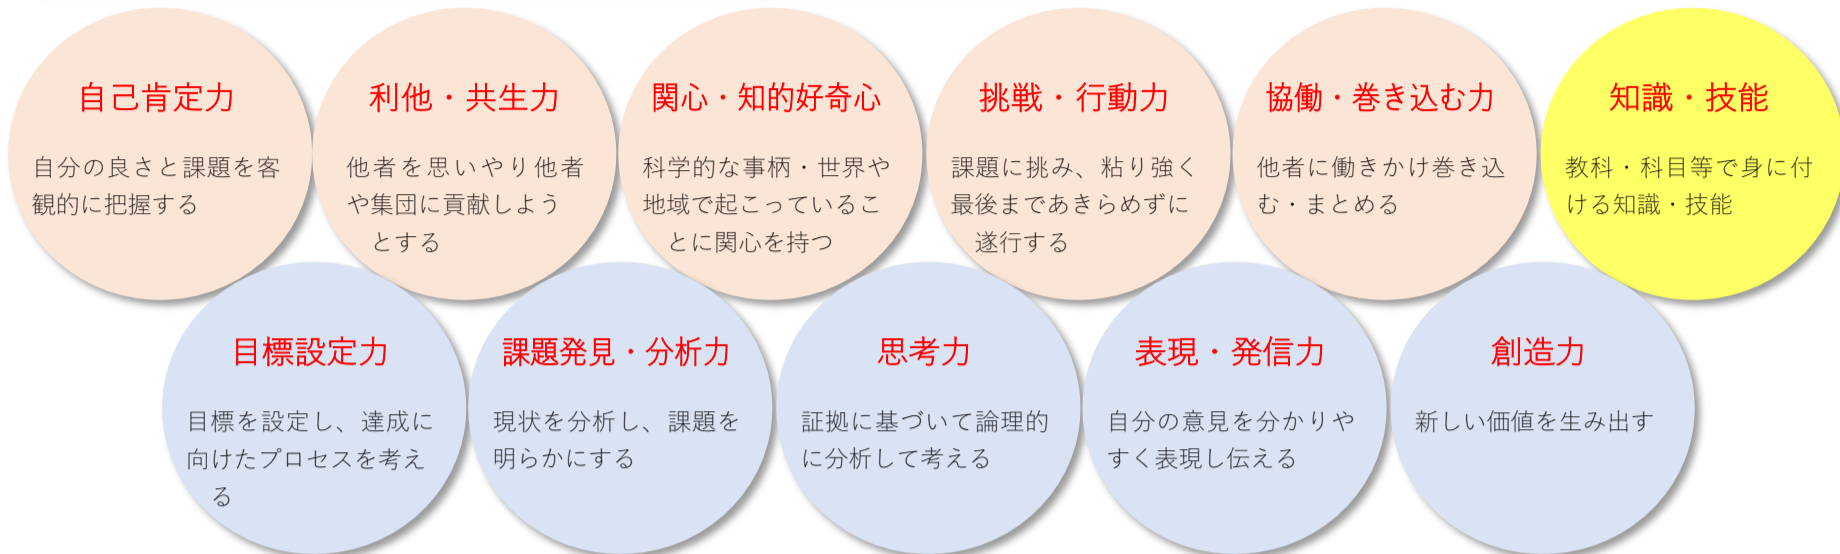 自己肯定力
自分の良さと課題を客
観的に把握する
利他・共生力
他者を思いやり他者
や集団に貢献しよう
とする
関心・知的好奇心
科学的な事柄・世界や
地域で起こっているこ
とに関心を持つ
挑戦・行動力
課題に挑み、粘り強く
最後まであきらめずに
遂行する
協働・巻き込む力
他者に働きかけ巻き込
む・まとめる
知識・技能
教科・科目等で身に付
ける知識・技能
目標設定力
目標を設定し、達成に
向けたプロセスを考え
る
課題発見・分析力
現状を分析し、課題を
明らかにする
思考力
証拠に基づいて論理的
に分析して考える
表現・発信力
自分の意見を分かりや
すく表現し伝える
創造力
新しい価値を生み出す